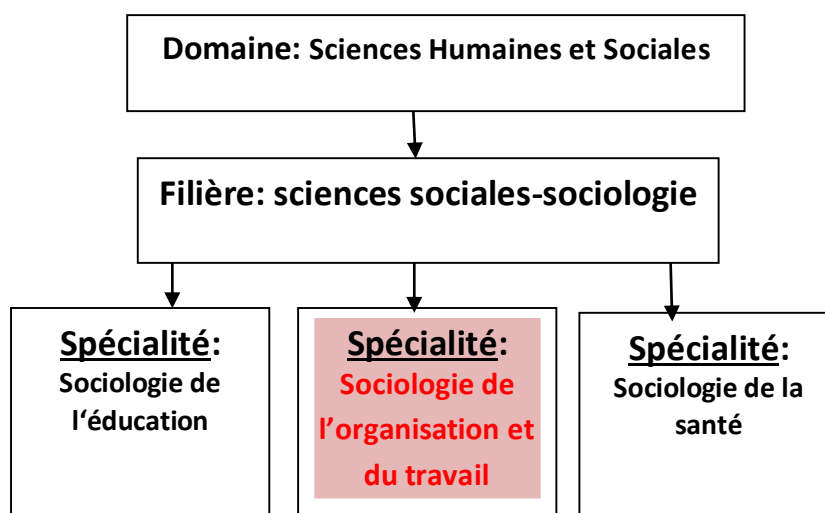 Domaine: Sciences Humaines et Sociales
Filière: sciences sociales-sociologie
Spécialité:
Sociologie de
l‘éducation
Spécialité:
Sociologie de
l’organisation et
du travail
Spécialité:
Sociologie de la
santé